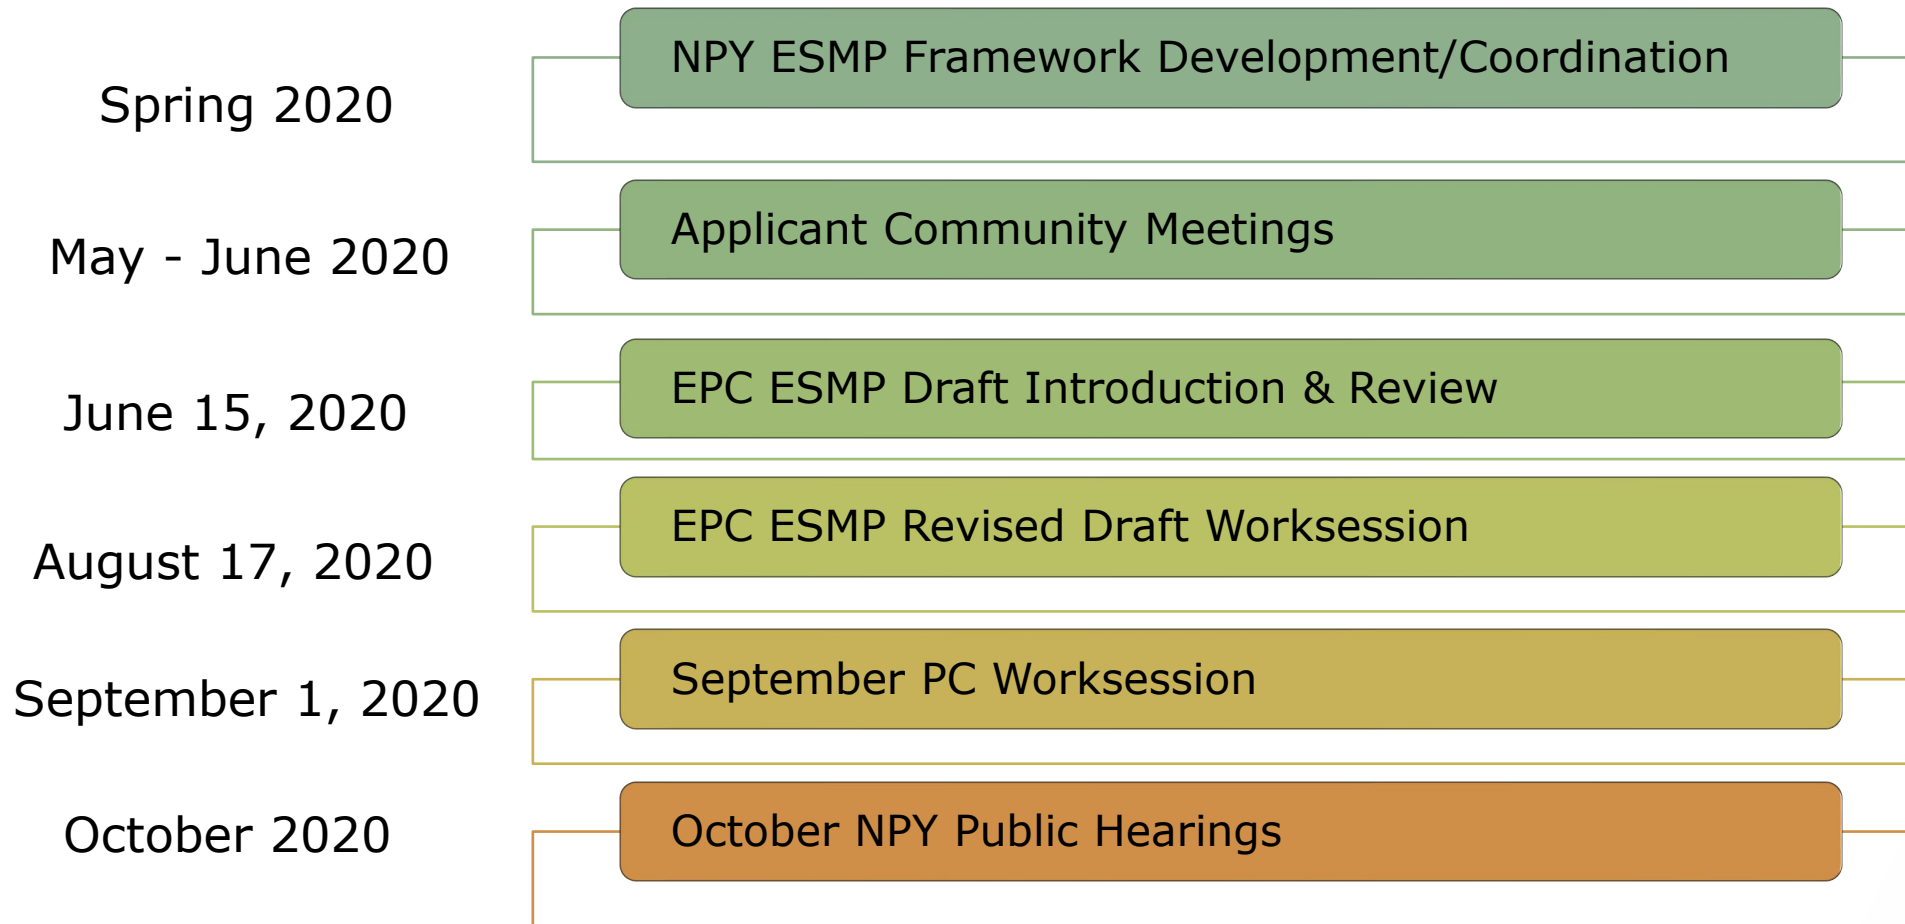 Spring 2020
NPY ESMP Framework Development/Coordination
May - June 2020
Applicant Community Meetings
June 15, 2020
EPC ESMP Draft Introduction & Review
August 17, 2020
EPC ESMP Revised Draft Worksession
September 1, 2020
September PC Worksession
October 2020
October NPY Public Hearings